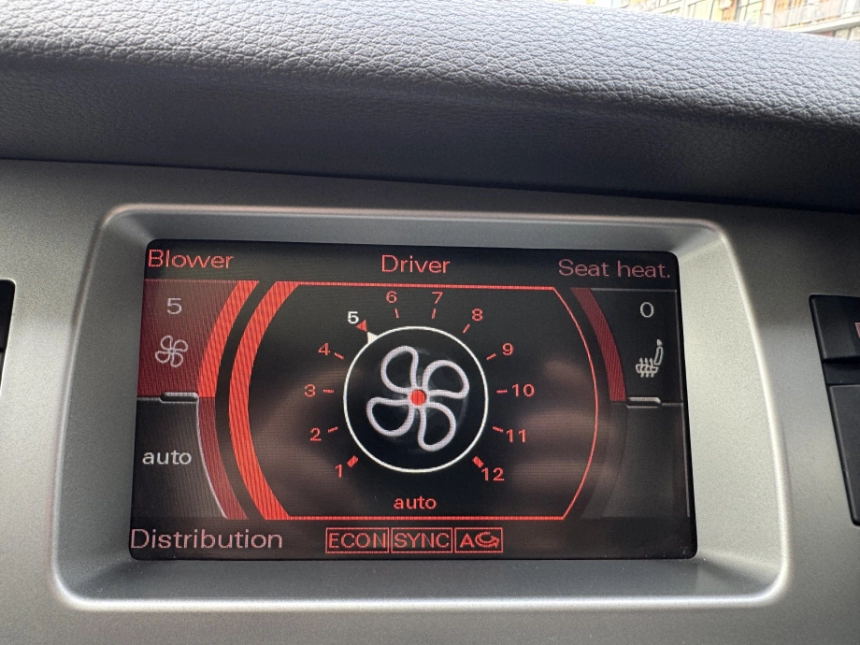 Blower Driver Seat heat.
5 0
6 7
5 8
4 9
3 10
2 11
1 12
auto
auto
Distribution ECON SYNC A